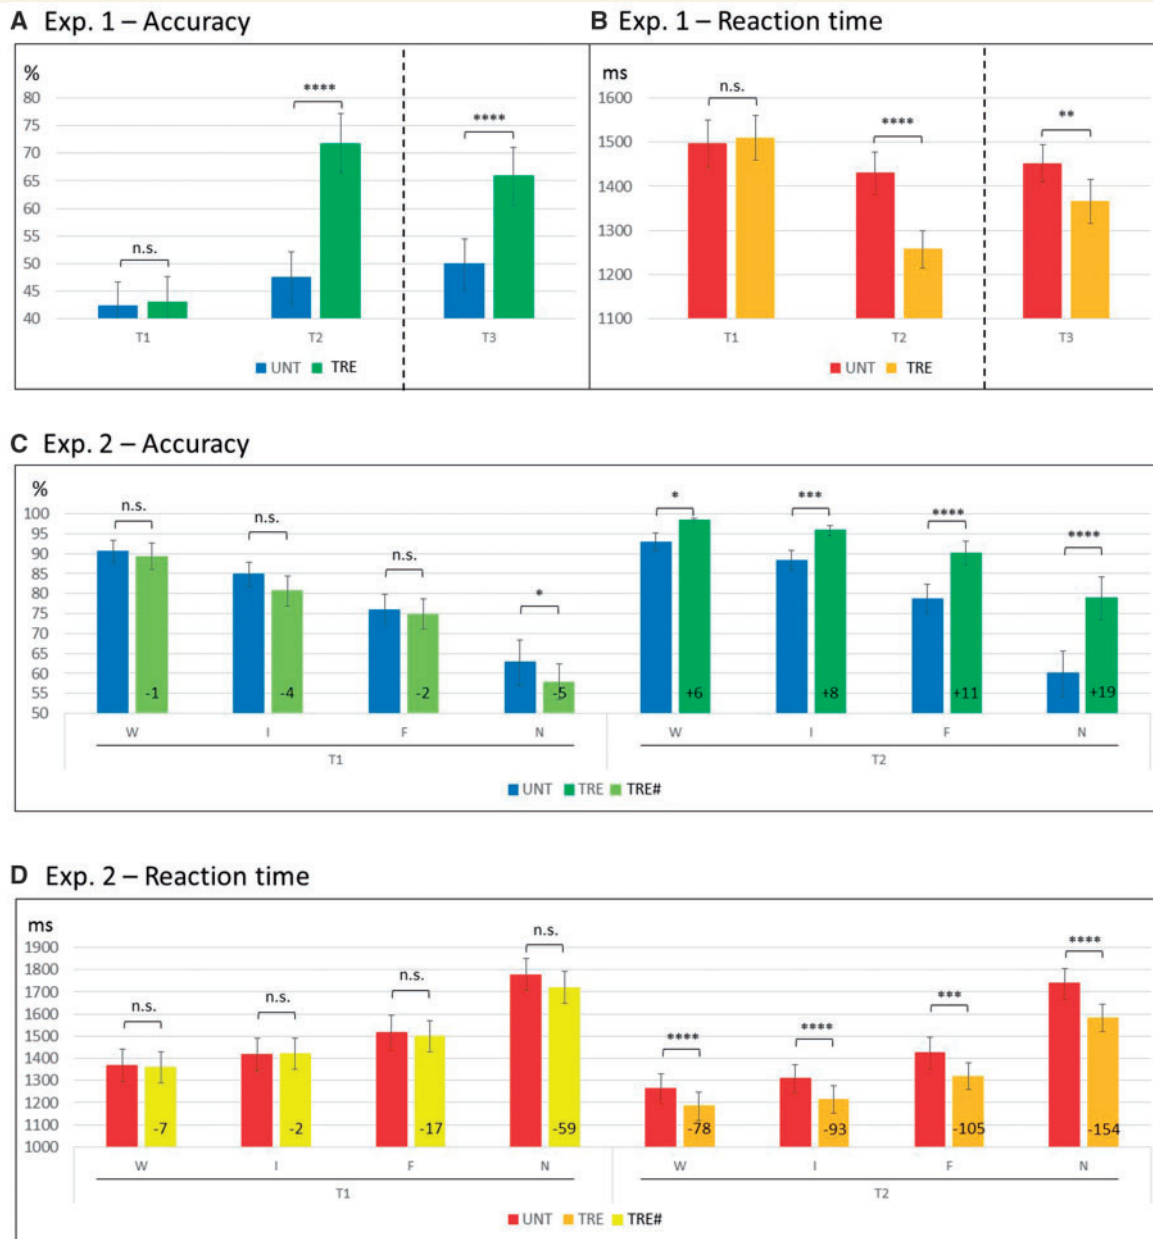 A Exp. 1 – Accuracy
%
80
75
70
65
60
55
50
45
40
n.s.
****
****
T1 T2 T3
UNT TRE
B Exp. 1 – Reaction time
ms
1600
1500
1400
1300
1200
1100
n.s.
****
**
T1 T2 T3
UNT TRE
C Exp. 2 – Accuracy
%
100
95
90
85
80
75
70
65
60
55
50
n.s. n.s. n.s. * * *** **** ****
-1 -4 -2 -5 +6 +8 +11 +19
W I F N W I F N
T1 T2
UNT TRE TRE#
D Exp. 2 – Reaction time
ms
1900
1800
1700
1600
1500
1400
1300
1200
1100
1000
n.s. n.s. n.s. n.s. **** **** *** ****
-7 -2 -17 -59 -78 -93 -105 -154
W I F N W I F N
T1 T2
UNT TRE TRE#